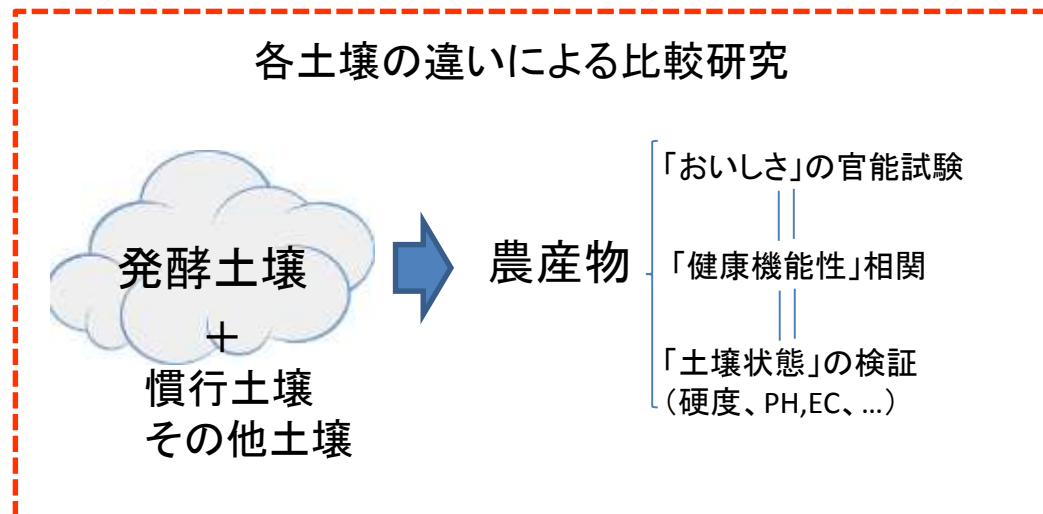 各土壌の違いによる比較研究
発酵土壌
＋
慣行土壌
その他土壌
農産物
「おいしさ」の官能試験
「健康機能性」相関
「土壌状態」の検証
（硬度、PH,EC、…）